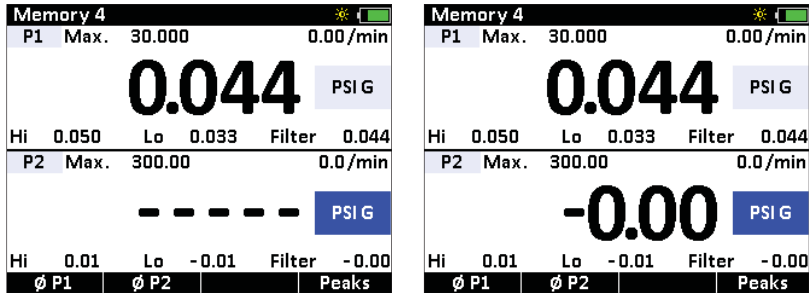 Memory 4
P1 Max. 30.000 0.00/min
0.044 PSI G
Hi 0.050 Lo 0.033 Filter 0.044
P2 Max. 300.00 0.0/min
- - - - - PSI G
Hi 0.01 Lo -0.01 Filter -0.00
ø P1 ø P2 Peaks
Memory 4
P1 Max. 30.000 0.00/min
0.044 PSI G
Hi 0.050 Lo 0.033 Filter 0.044
P2 Max. 300.00 0.0/min
-0.00 PSI G
Hi 0.01 Lo -0.01 Filter -0.00
ø P1 ø P2 Peaks